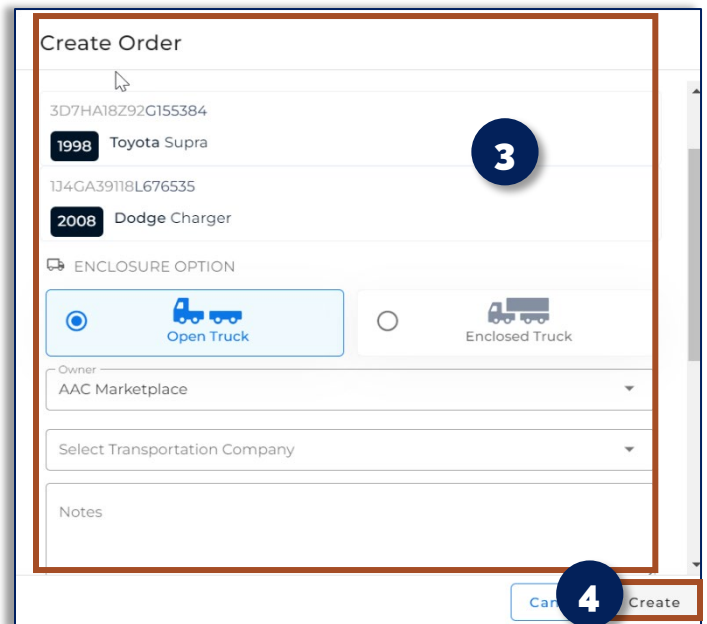 Create Order
3D7HA18Z92G155384
1998 Toyota Supra
3
1J4GA39118L676535
2008 Dodge Charger
ENCLOSURE OPTION
Open Truck
Enclosed Truck
Owner
AAC Marketplace
Select Transportation Company
Notes
4 Create